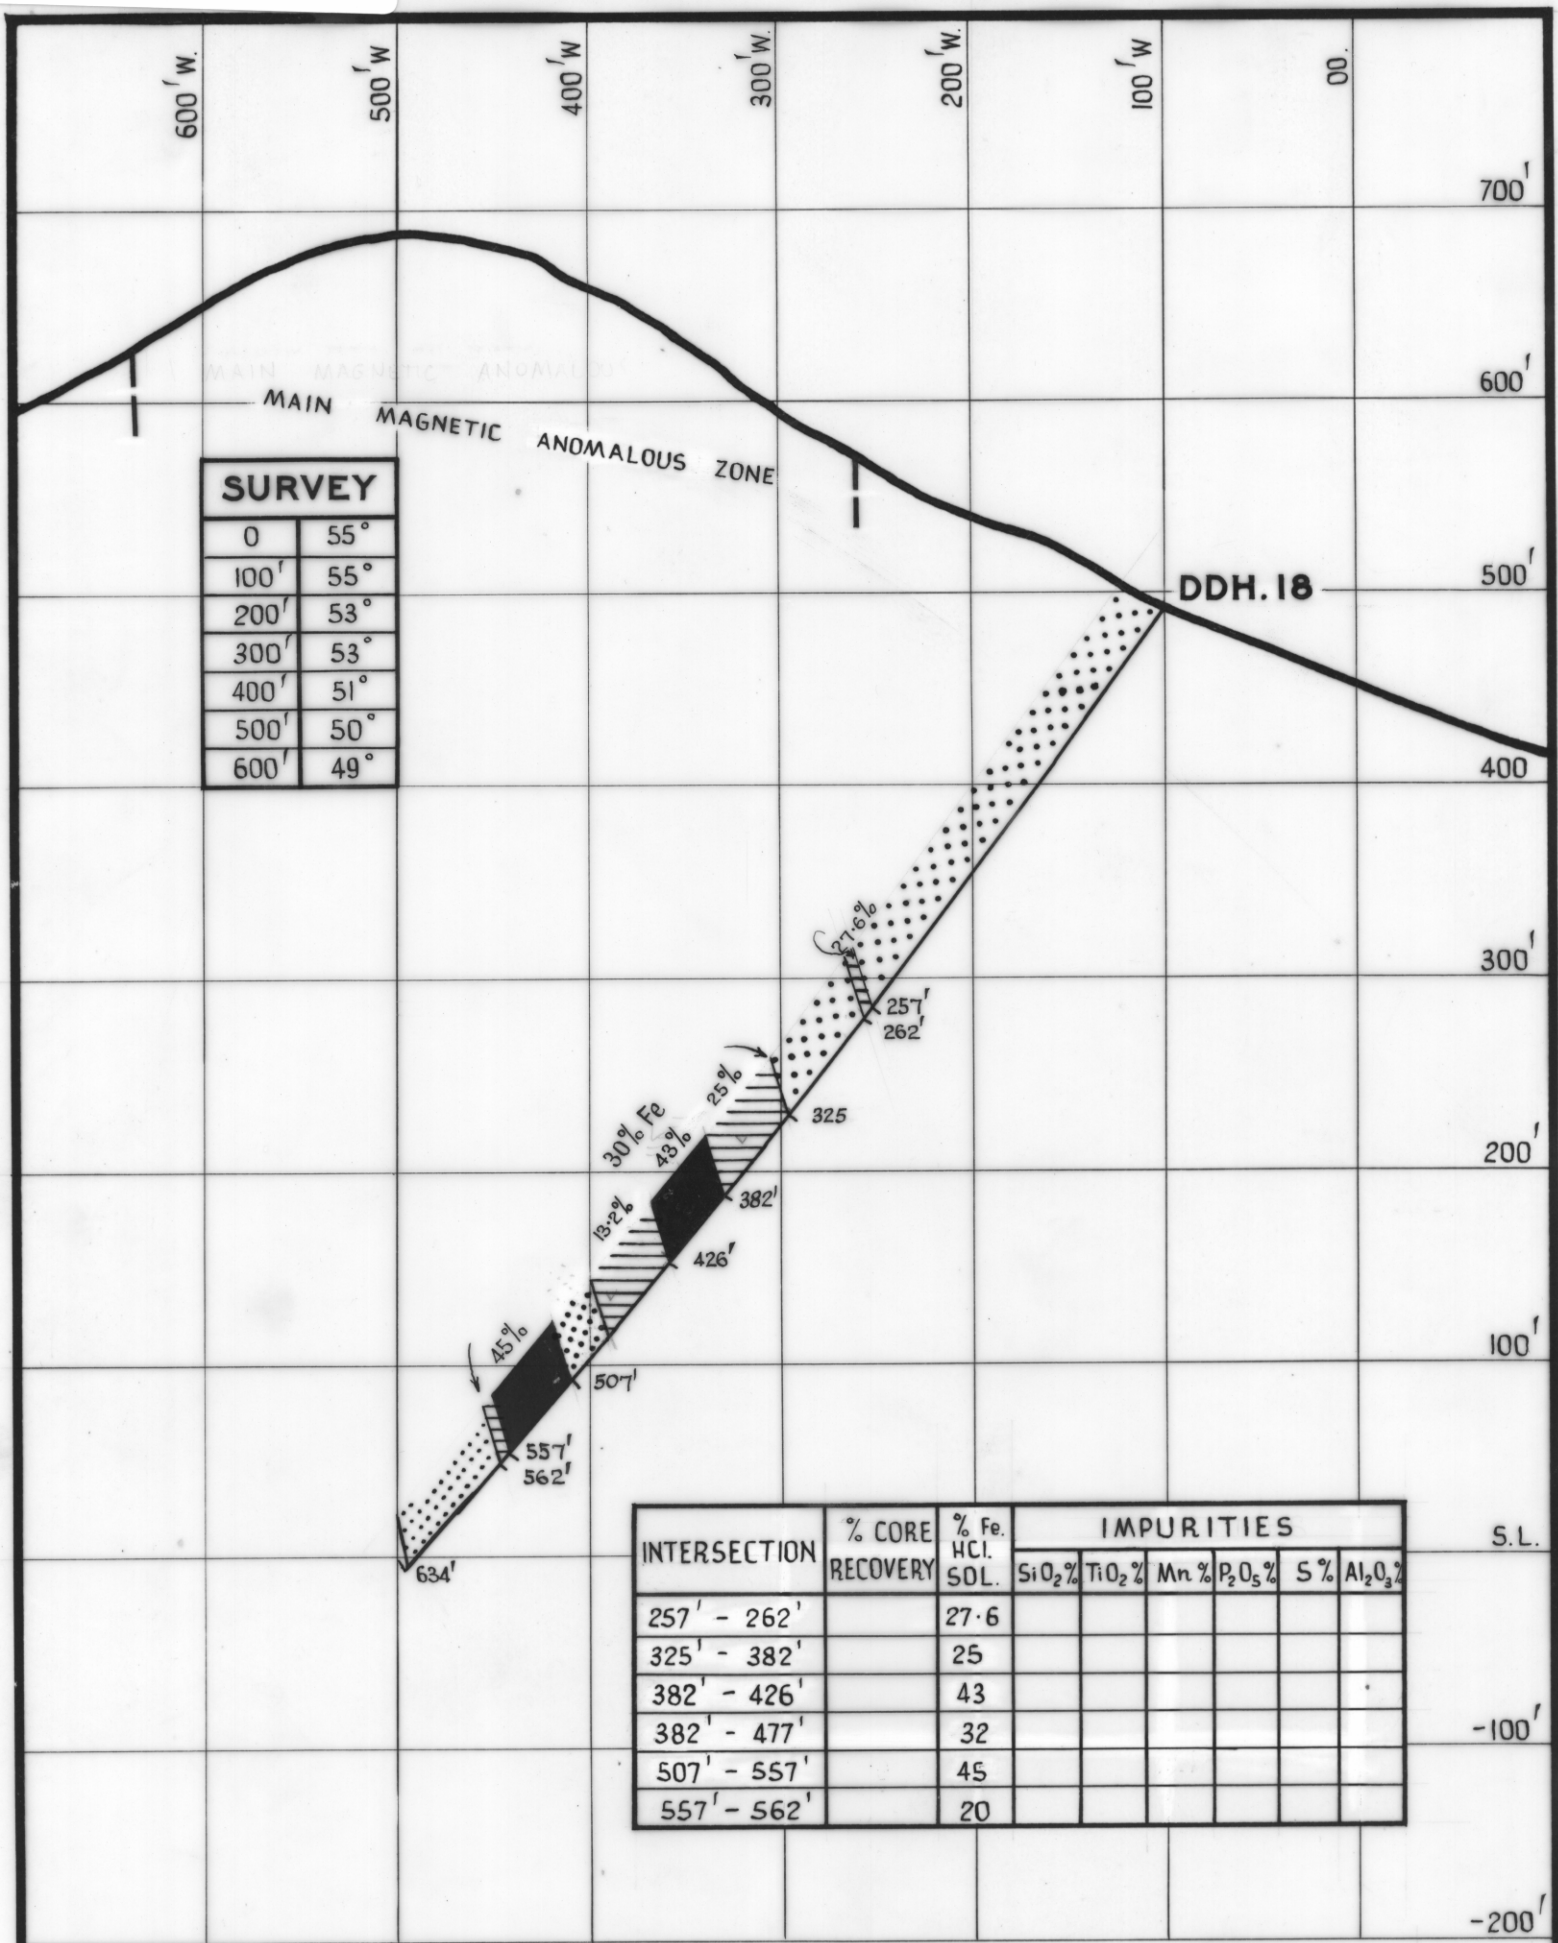 600'W.
500'W
400'W
300'W.
200'W.
100'W
00.
700'
600'
500'
400
300'
200'
100'
S.L.
-100'
-200'
MAIN MAGNETIC ANOMALOUS
MAIN MAGNETIC ANOMALOUS ZONE
SURVEY
0 55°
100' 55°
200' 53°
300' 53°
400' 51°
500' 50°
600' 49°
DDH.18
27.6%
257'
262'
25%
325
30% Fe
43%
382'
13.2%
426'
45%
507'
557'
562'
634'
INTERSECTION % CORE RECOVERY % Fe. HCl. SOL. IMPURITIES
SiO₂% TiO₂% Mn% P₂O₅% S% Al₂O₃%
257' - 262' 27.6
325' - 382' 25
382' - 426' 43
382' - 477' 32
507' - 557' 45
557' - 562' 20